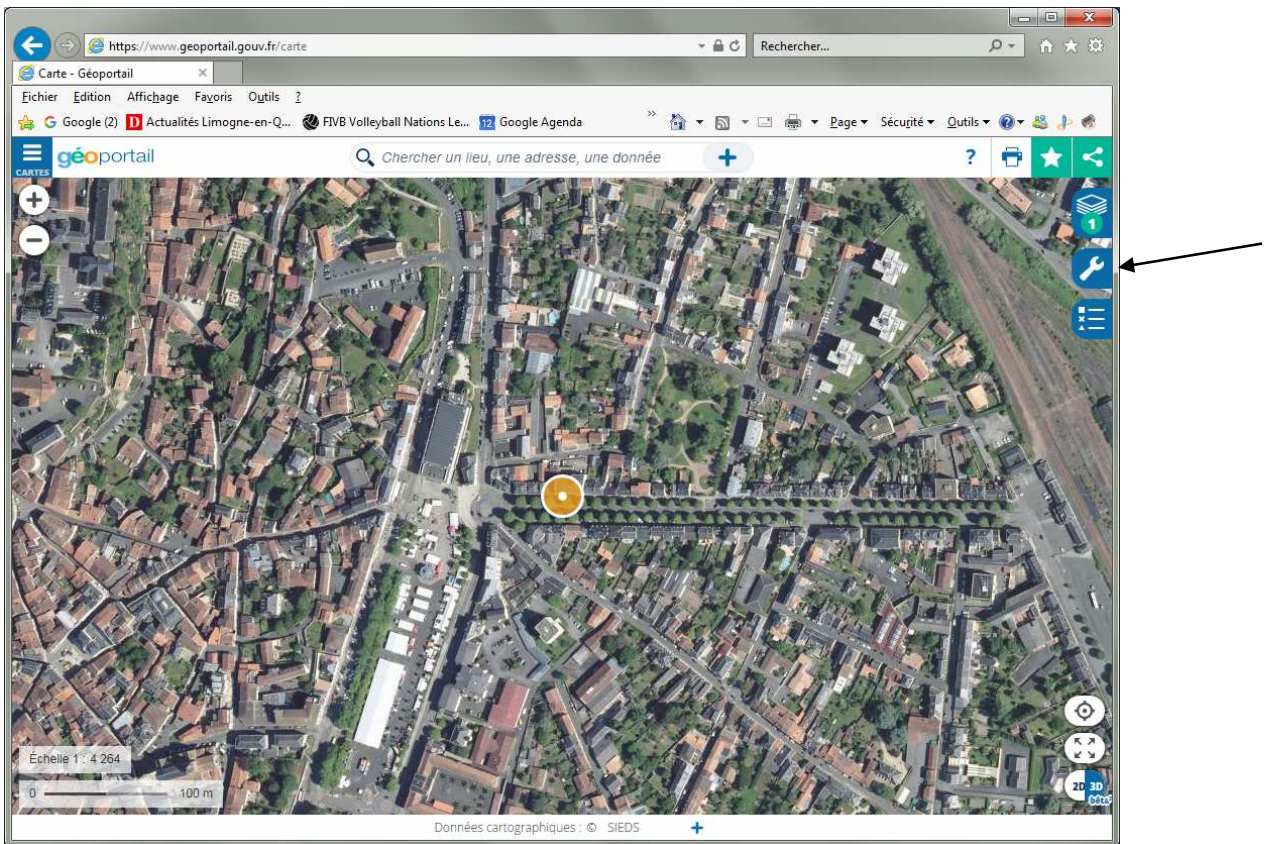 https://www.geoportail.gouv.fr/carte
Rechercher...
Carte - Géoportail
Fichier Edition Affichage Favoris Outils ?
G Google (2) D Actualités Limogne-en-Q... FIVB Volleyball Nations Le... 12 Google Agenda » Page Sécurité Outils ?
CARTES
géoportail
Chercher un lieu, une adresse, une donnée
+ ?
+
1
−
Échelle 1 : 4 264
0 100 m
2D 3D
bêta
Données cartographiques : © SIEDS +